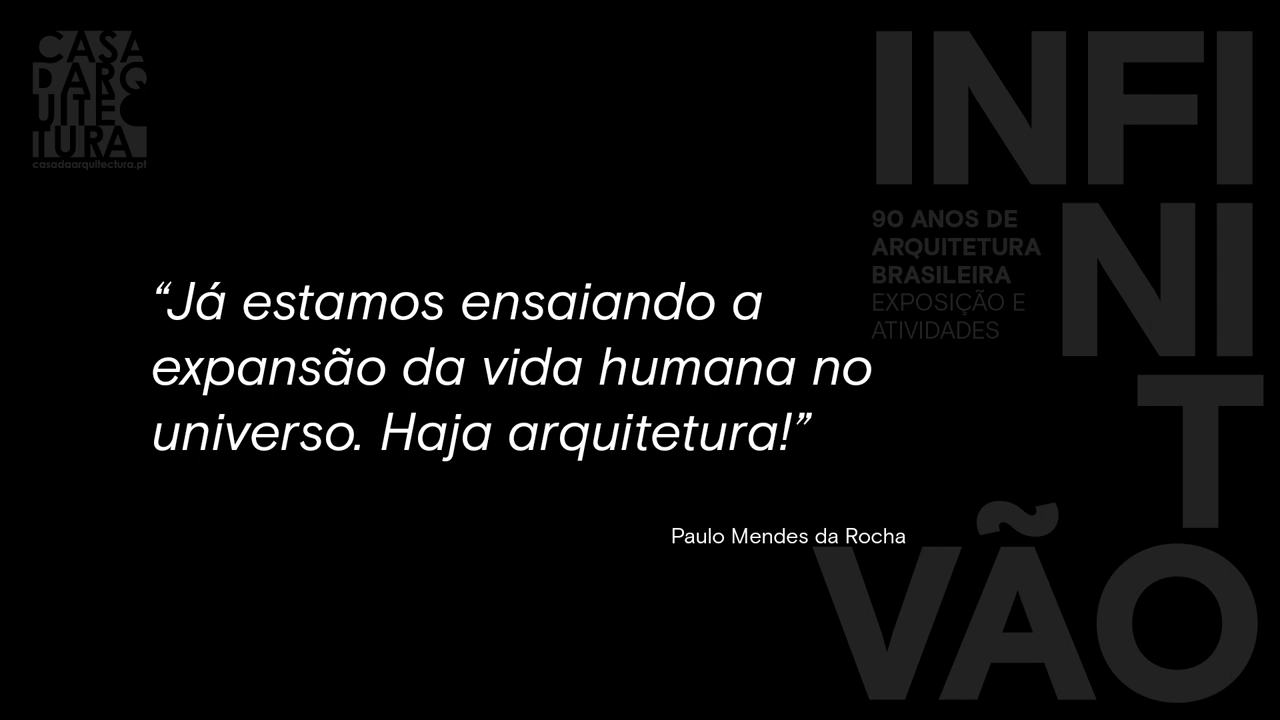 CASA
DARQ
UITEC
TURA
casadaarquitectura.pt
INFI
NI
T
VÃO
90 ANOS DE
ARQUITETURA
BRASILEIRA
EXPOSIÇÃO E
ATIVIDADES
“Já estamos ensaiando a
expansão da vida humana no
universo. Haja arquitetura!”
Paulo Mendes da Rocha